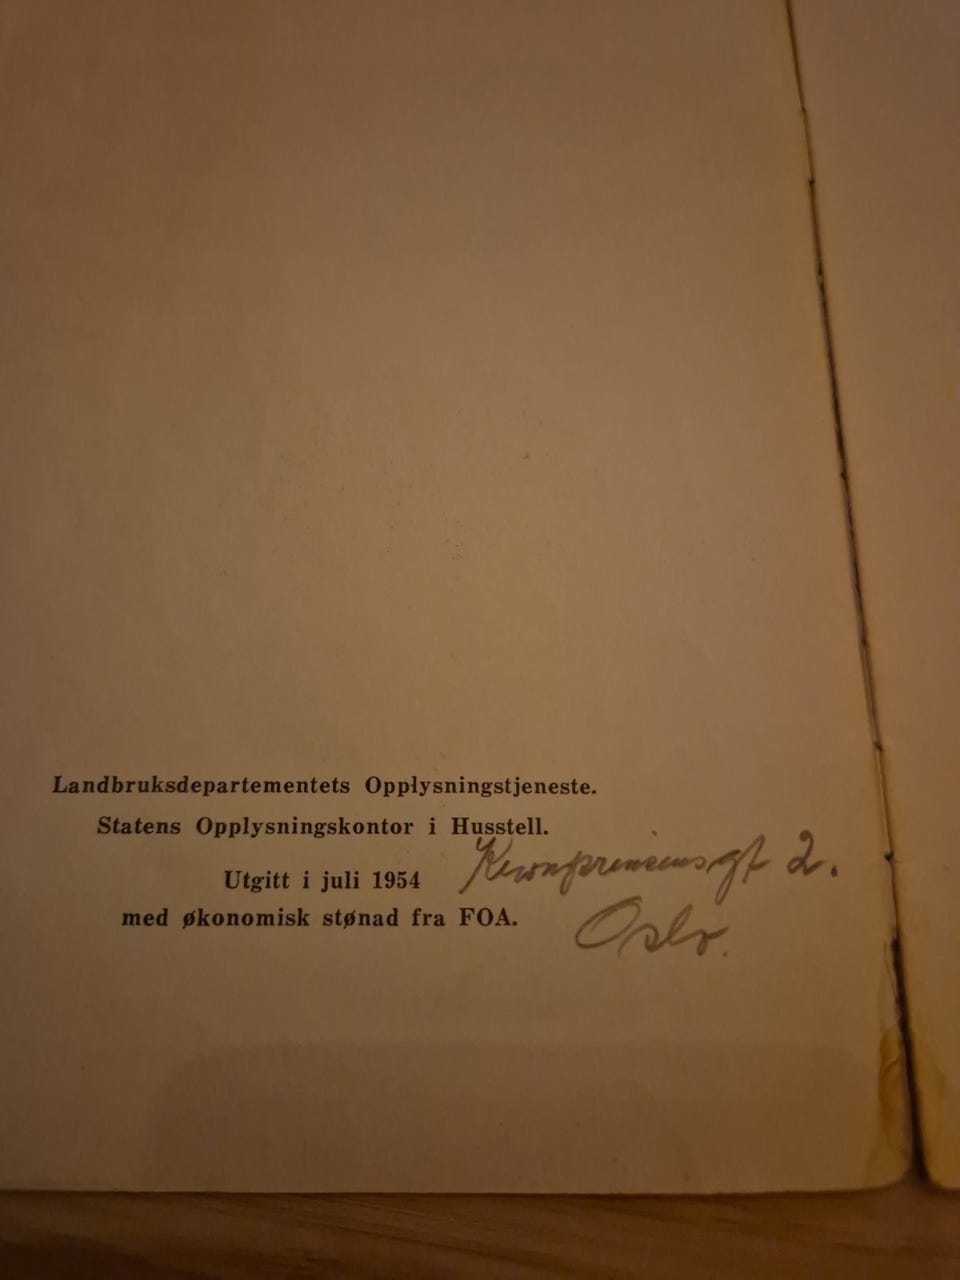 Landbruksdepartementets Opplysningstjeneste.
Statens Opplysningskontor i Husstell.
Kronprinsensgt 2.
Utgitt i juli 1954
med økonomisk stønad fra FOA.
Oslo.